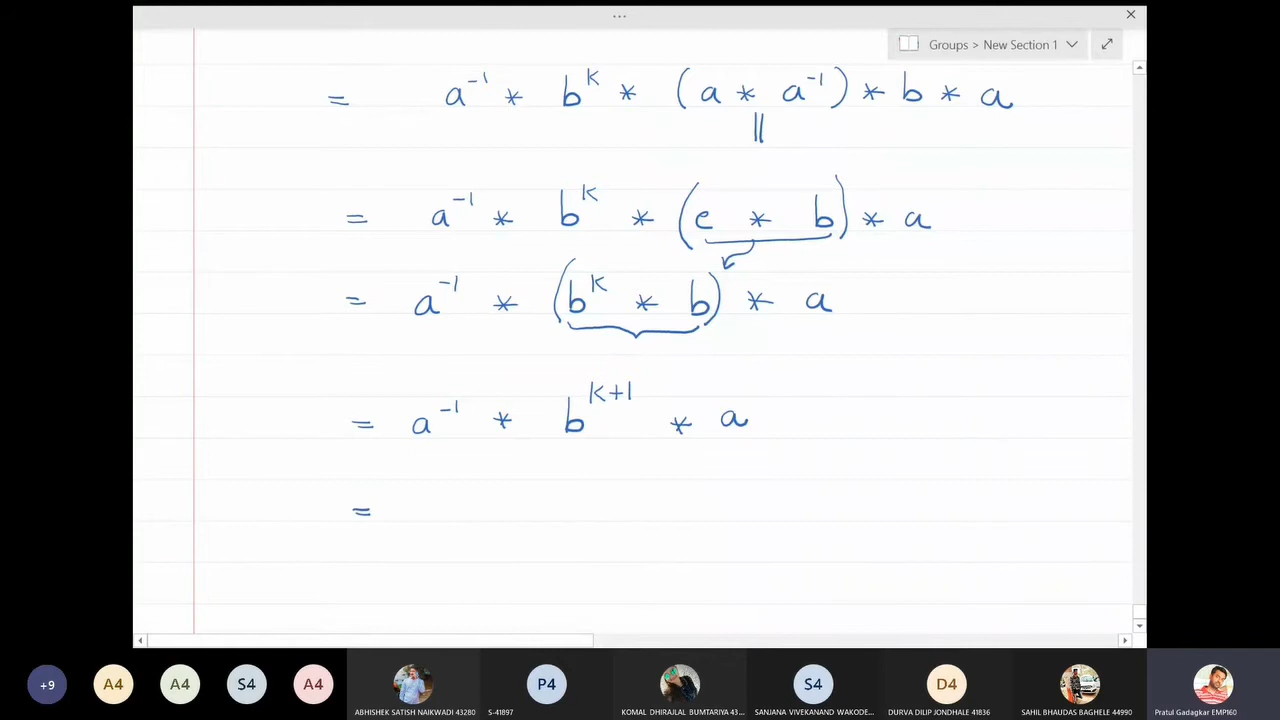 ...
Groups > New Section 1
= a⁻¹ * bᵏ * (a * a⁻¹) * b * a
||
= a⁻¹ * bᵏ * (e * b) * a
= a⁻¹ * (bᵏ * b) * a
= a⁻¹ * bᵏ⁺¹ * a
=
+9 A4 A4 S4 A4 P4 S4 D4
ABHISHEK SATISH NAIKWADI 43280 S-41897 KOMAL DHIRAJLAL BUMTARIYA 43... SANJANA VIVEKANAND WAKODE... DURVA DILIP JONDHALE 41836 SAHIL BHAUDAS BAGHELE 44990 Pratul Gadagkar EMP160